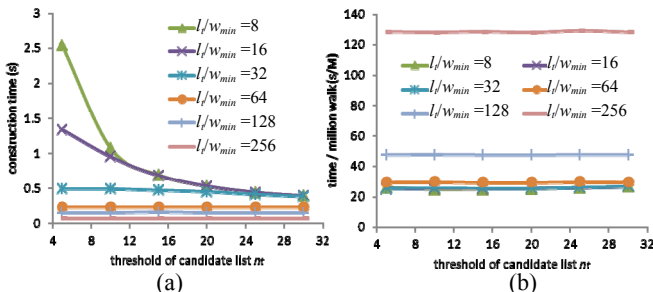 3
2.5
2
1.5
1
0.5
0
construction time (s)
lt/wmin =8
lt/wmin =16
lt/wmin =32
lt/wmin =64
lt/wmin =128
lt/wmin =256
4 8 12 16 20 24 28 32
threshold of candidate list nt
(a)
140
120
100
80
60
40
20
0
time / million walk(s/M)
lt/wmin =8 lt/wmin =16
lt/wmin =32 lt/wmin =64
lt/wmin =128 lt/wmin =256
4 8 12 16 20 24 28 32
threshold of candidate list nt
(b)